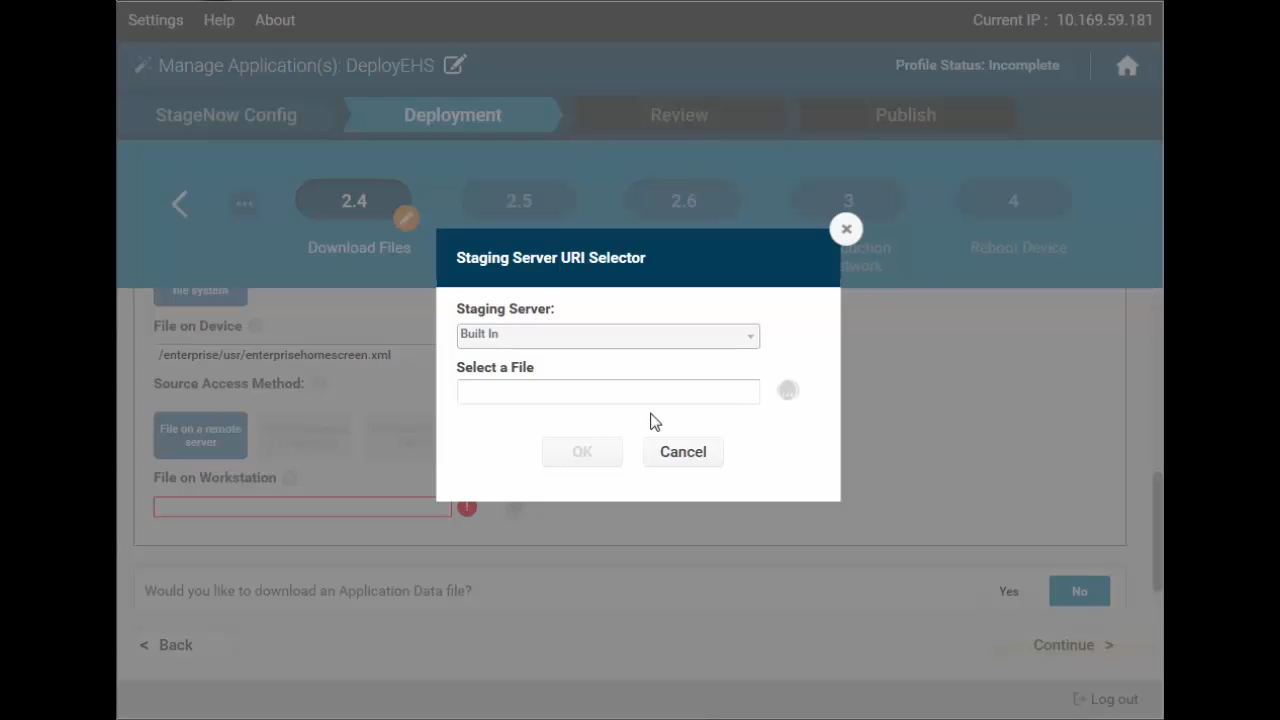 Settings Help About Current IP : 10.169.59.181
Manage Application(s): DeployEHS Profile Status: Incomplete
StageNow Config Deployment Review Publish
... 2.4 2.5 2.6 3 4
Download Files Reboot Device
Staging Server URI Selector
file system
Staging Server:
File on Device
Built In
/enterprise/usr/enterprisehomescreen.xml
Select a File
Source Access Method:
File on a remote
server
OK Cancel
File on Workstation
Would you like to download an Application Data file? Yes No
< Back Continue >
Log out